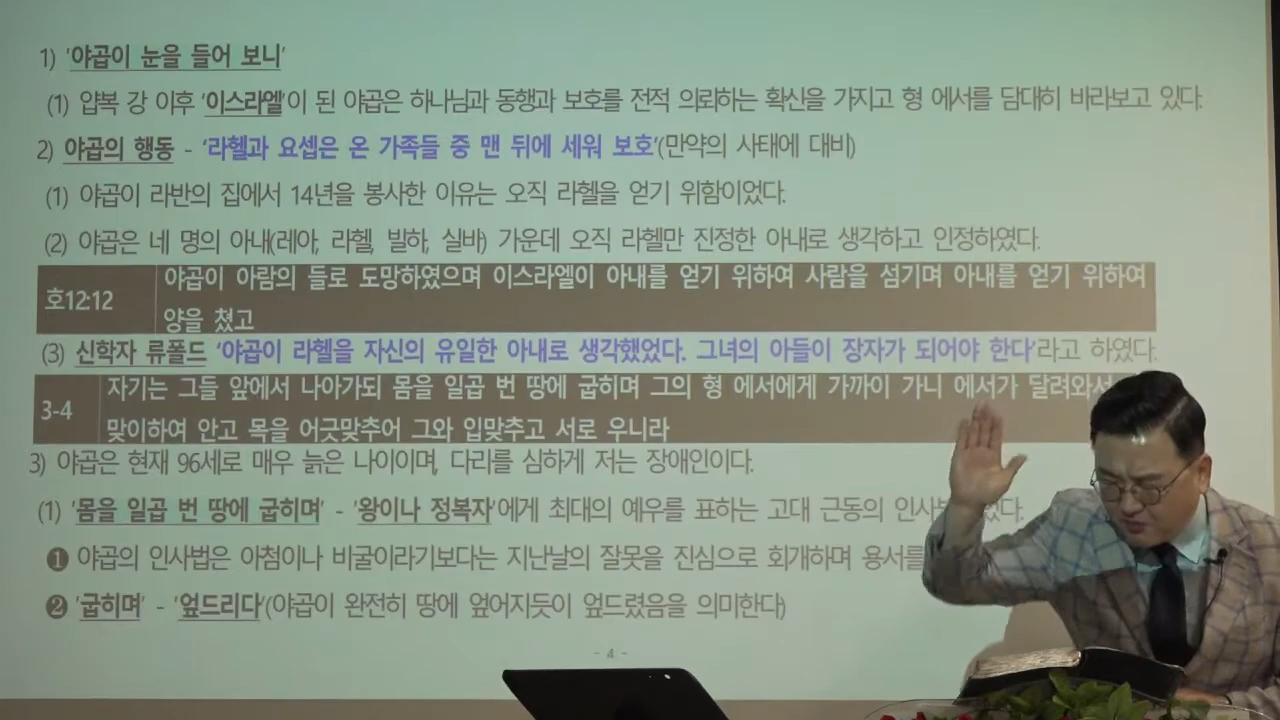 1) '야곱이 눈을 들어 보니'
(1) 얍복 강 이후 '이스라엘'이 된 야곱은 하나님과 동행과 보호를 전적 의뢰하는 확신을 가지고 형 에서를 담대히 바라보고 있다.
2) 야곱의 행동 - '라헬과 요셉은 온 가족들 중 맨 뒤에 세워 보호'(만약의 사태에 대비)
(1) 야곱이 라반의 집에서 14년을 봉사한 이유는 오직 라헬을 얻기 위함이었다.
(2) 야곱은 네 명의 아내(레아, 라헬, 빌하, 실바) 가운데 오직 라헬만 진정한 아내로 생각하고 인정하였다.
호12:12 야곱이 아람의 들로 도망하였으며 이스라엘이 아내를 얻기 위하여 사람을 섬기며 아내를 얻기 위하여
양을 쳤고
(3) 신학자 류폴드 '야곱이 라헬을 자신의 유일한 아내로 생각했었다. 그녀의 아들이 장자가 되어야 한다'라고 하였다.
3-4 자기는 그들 앞에서 나아가되 몸을 일곱 번 땅에 굽히며 그의 형 에서에게 가까이 가니 에서가 달려와서
맞이하여 안고 목을 어긋맞추어 그와 입맞추고 서로 우니라
3) 야곱은 현재 96세로 매우 늙은 나이이며, 다리를 심하게 저는 장애인이다.
(1) '몸을 일곱 번 땅에 굽히며' - '왕이나 정복자'에게 최대의 예우를 표하는 고대 근동의
❶ 야곱의 인사법은 아첨이나 비굴이라기보다는 지난날의 잘못을 진심으로 회개하며 용서를
❷ '굽히며' - '엎드리다'(야곱이 완전히 땅에 엎어지듯이 엎드렸음을 의미한다)
- 4 -